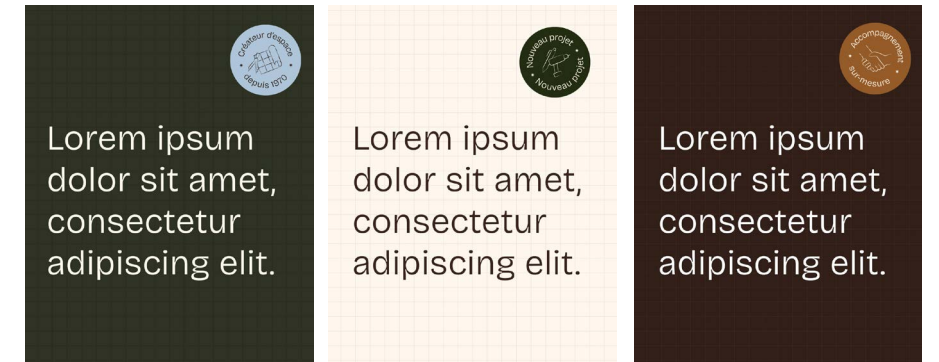 Créateur d'espace
depuis 1970
Lorem ipsum
dolor sit amet,
consectetur
adipiscing elit.
Nouveau projet
Nouveau projet
Lorem ipsum
dolor sit amet,
consectetur
adipiscing elit.
Accompagnement
sur-mesure
Lorem ipsum
dolor sit amet,
consectetur
adipiscing elit.